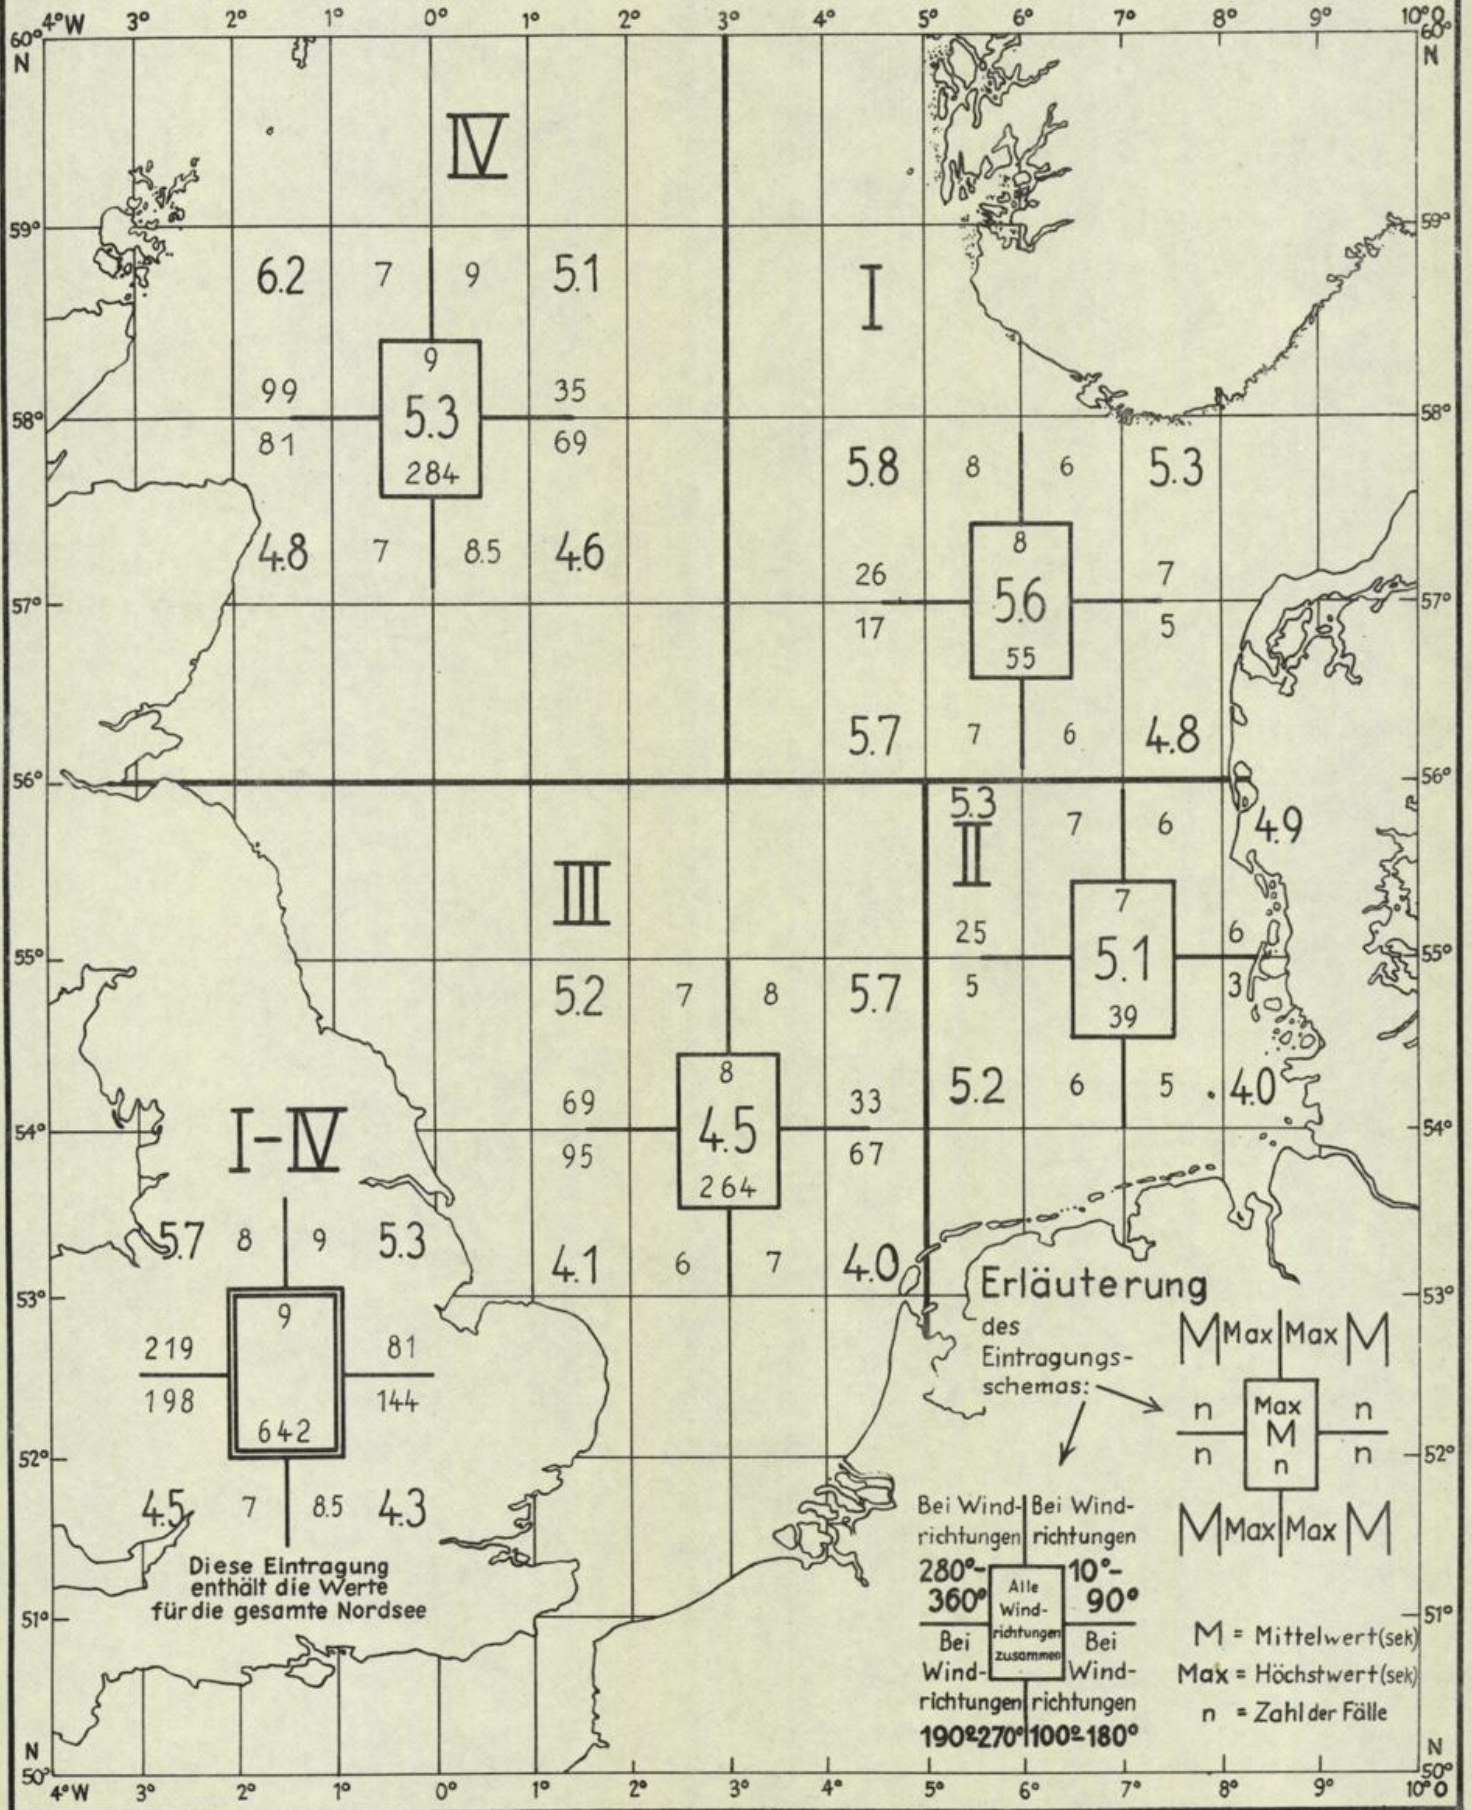 4°W 3° 2° 1° 0° 1° 2° 3° 4° 5° 6° 7° 8° 9° 10°O
60° 60°
N N
IV
59° 59°
6.2 7 9 5.1
I
9
99 35
58° 5.3 58°
81 69
284
5.8 8 6 5.3
4.8 7 8.5 4.6
8
26 7
57° 5.6 57°
17 5
55
5.7 7 6 4.8
56° 56°
5.3 7 6 4.9
II
III
7
25 6
55° 5.1 55°
5 3
39
5.2 7 8 5.7
8
5.2 6 5 4.0
69 33
54° 4.5 54°
95 67
264
I-IV
5.7 8 9 5.3
4.1 6 7 4.0
53° 53°
9
219 81
198 144
642
Erläuterung
des
Eintragungs-
schemas:
M Max Max M
n Max n
M
n n n
M Max Max M
52° 52°
4.5 7 8.5 4.3
Diese Eintragung
enthält die Werte
für die gesamte Nordsee
Bei Wind- Bei Wind-
richtungen richtungen
280°- 10°-
360° 90°
Alle
Wind-
richtungen
zusammen
51° 51°
Bei Bei
Wind- Wind-
richtungen richtungen
190°-270° 100°-180°
M = Mittelwert(sek)
Max = Höchstwert(sek)
n = Zahl der Fälle
N N
50° 50°
4°W 3° 2° 1° 0° 1° 2° 3° 4° 5° 6° 7° 8° 9° 10°O